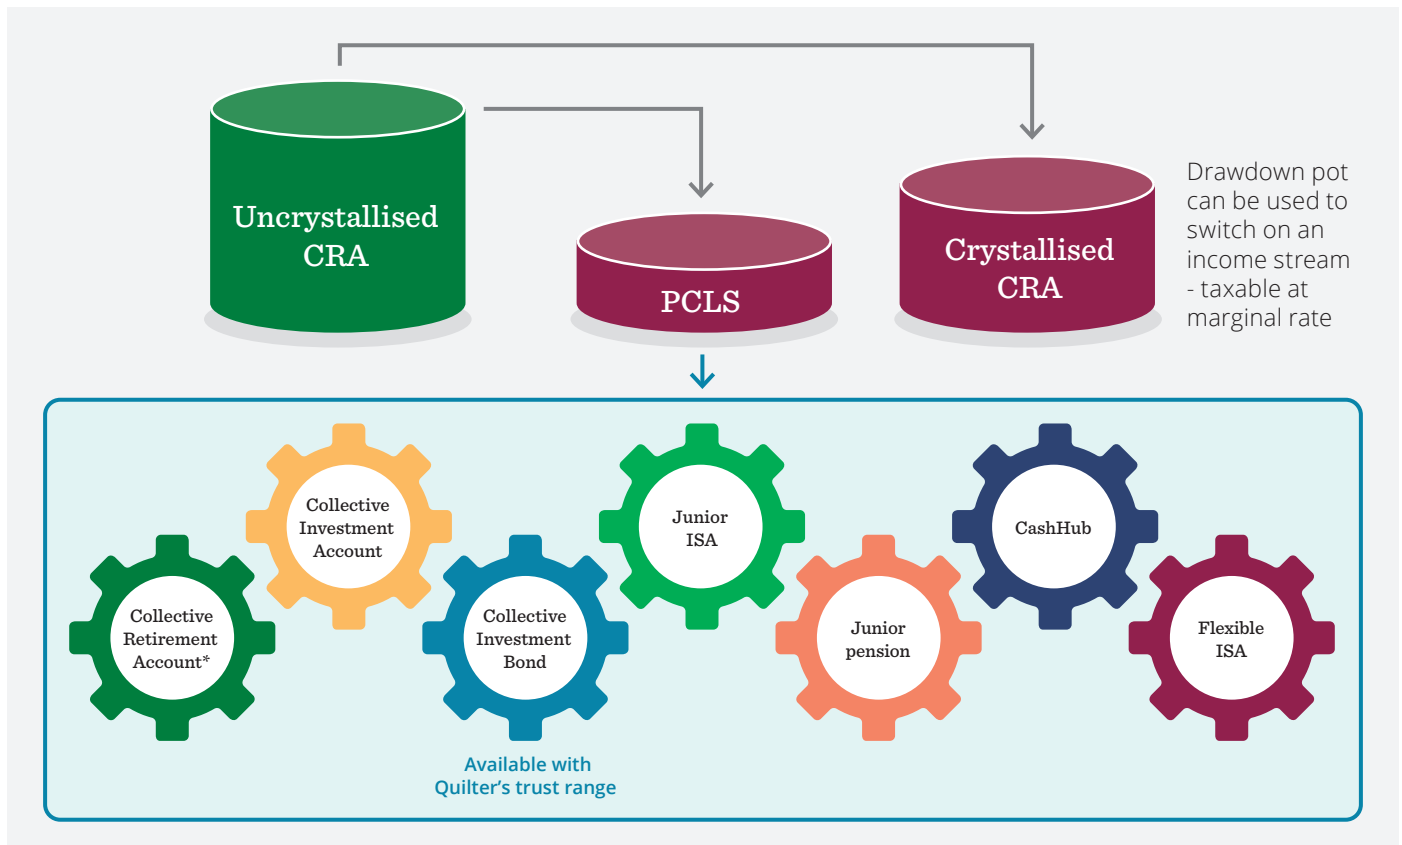 Uncrystallised
CRA
PCLS
Crystallised
CRA
Drawdown pot
can be used to
switch on an
income stream
- taxable at
marginal rate
Collective
Retirement
Account*
Collective
Investment
Account
Collective
Investment
Bond
Junior
ISA
Junior
pension
CashHub
Flexible
ISA
Available with
Quilter’s trust range